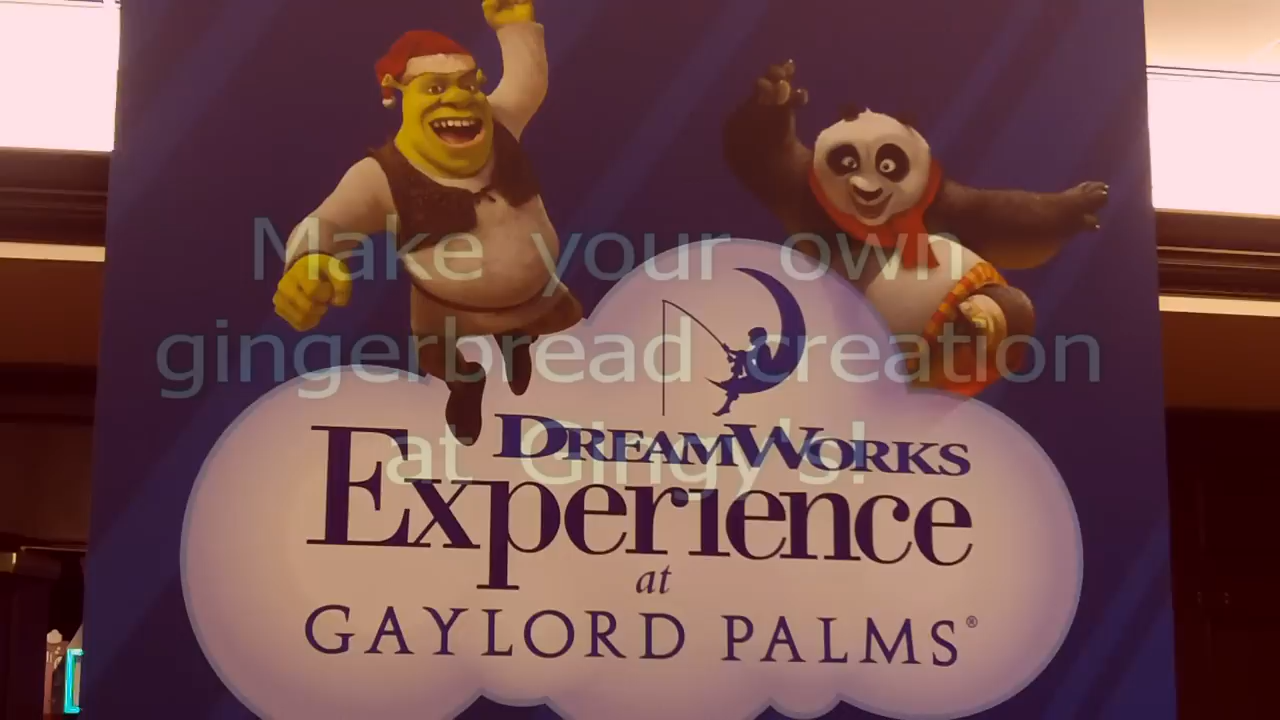 Make your own
gingerbread creation
at Gingy's!
DREAMWORKS
Experience
at
GAYLORD PALMS®